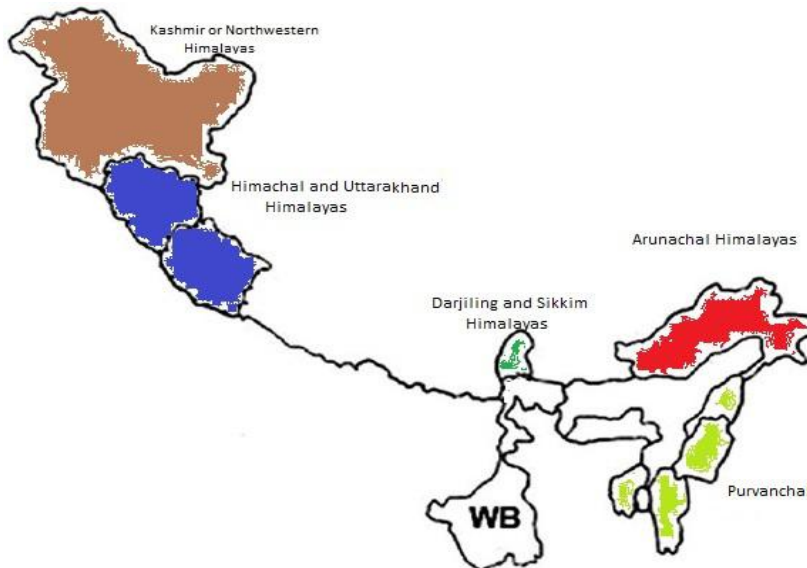 Kashmir or Northwestern
Himalayas
Himachal and Uttarakhand
Himalayas
Arunachal Himalayas
Darjiling and Sikkim
Himalayas
Purvancha
WB